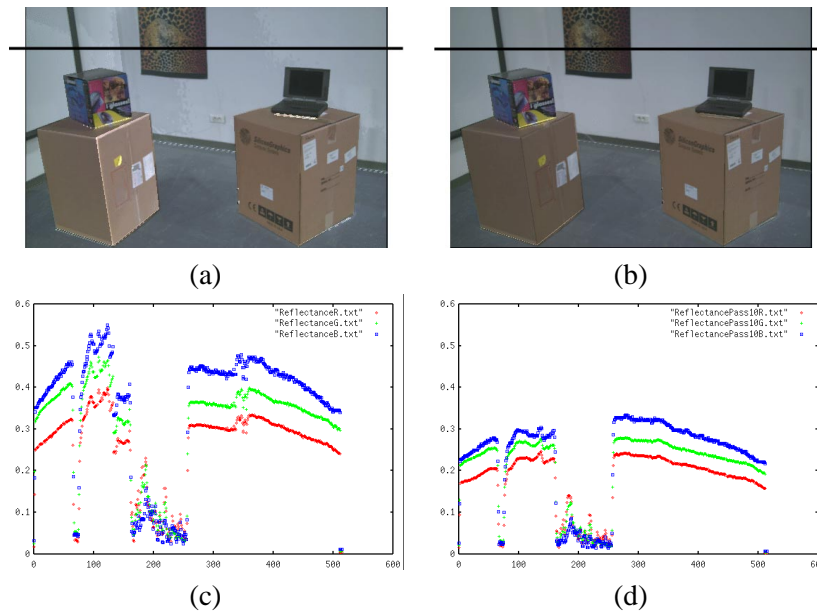 (a)
(b)
0.6
0.5
0.4
0.3
0.2
0.1
0
0
100
200
300
400
500
600
"ReflectanceR.txt"
"ReflectanceG.txt"
"ReflectanceB.txt"
(c)
0.6
0.5
0.4
0.3
0.2
0.1
0
0
100
200
300
400
500
600
"ReflectancePass10R.txt"
"ReflectancePass10G.txt"
"ReflectancePass10B.txt"
(d)